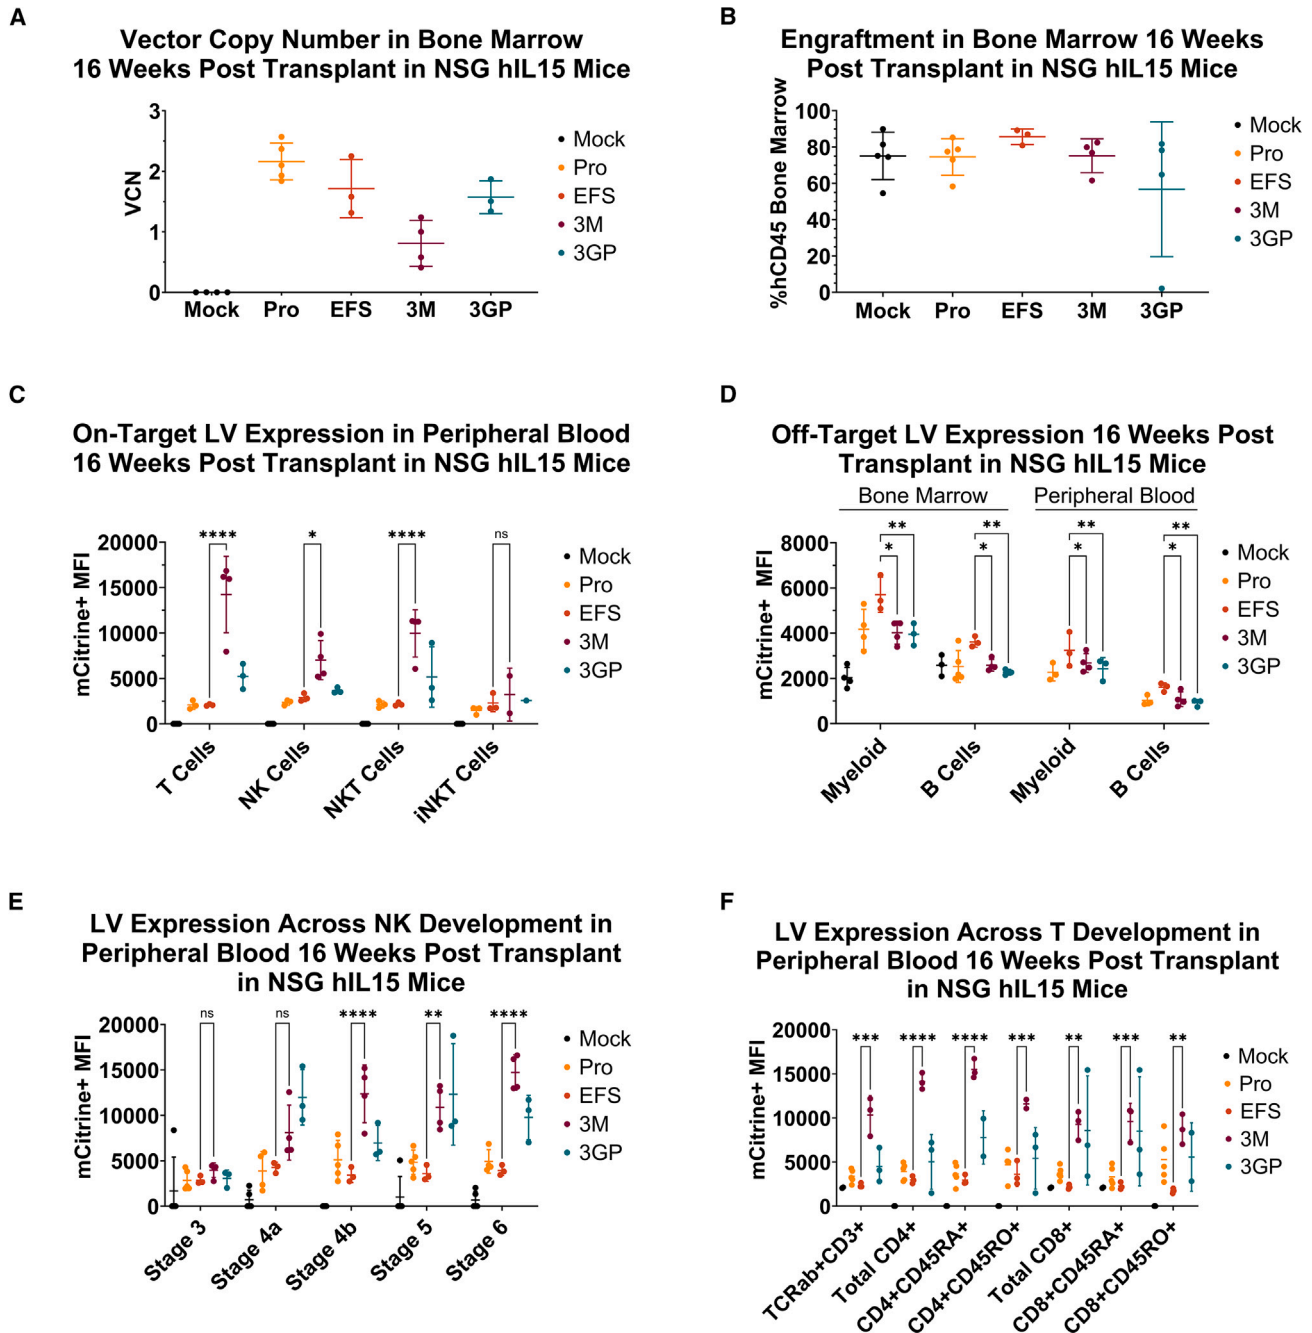 A
Vector Copy Number in Bone Marrow
16 Weeks Post Transplant in NSG hIL15 Mice
VCN
3
2
1
0
Mock Pro EFS 3M 3GP
Mock
Pro
EFS
3M
3GP
B
Engraftment in Bone Marrow 16 Weeks
Post Transplant in NSG hIL15 Mice
%hCD45 Bone Marrow
100
80
60
40
20
0
Mock Pro EFS 3M 3GP
Mock
Pro
EFS
3M
3GP
C
On-Target LV Expression in Peripheral Blood
16 Weeks Post Transplant in NSG hIL15 Mice
mCitrine+ MFI
20000
15000
10000
5000
0
**** * **** ns
T Cells
NK Cells
NKT Cells
iNKT Cells
Mock
Pro
EFS
3M
3GP
D
Off-Target LV Expression 16 Weeks Post
Transplant in NSG hIL15 Mice
Bone Marrow Peripheral Blood
mCitrine+ MFI
8000
6000
4000
2000
0
** ** ** **
* * * *
Myeloid
B Cells
Myeloid
B Cells
Mock
Pro
EFS
3M
3GP
E
LV Expression Across NK Development in
Peripheral Blood 16 Weeks Post Transplant
in NSG hIL15 Mice
mCitrine+ MFI
20000
15000
10000
5000
0
ns ns **** ** ****
Stage 3
Stage 4a
Stage 4b
Stage 5
Stage 6
Mock
Pro
EFS
3M
3GP
F
LV Expression Across T Development in
Peripheral Blood 16 Weeks Post Transplant
in NSG hIL15 Mice
mCitrine+ MFI
20000
15000
10000
5000
0
*** **** **** *** ** *** **
TCRab+CD3+
Total CD4+
CD4+CD45RA+
CD4+CD45RO+
Total CD8+
CD8+CD45RA+
CD8+CD45RO+
Mock
Pro
EFS
3M
3GP